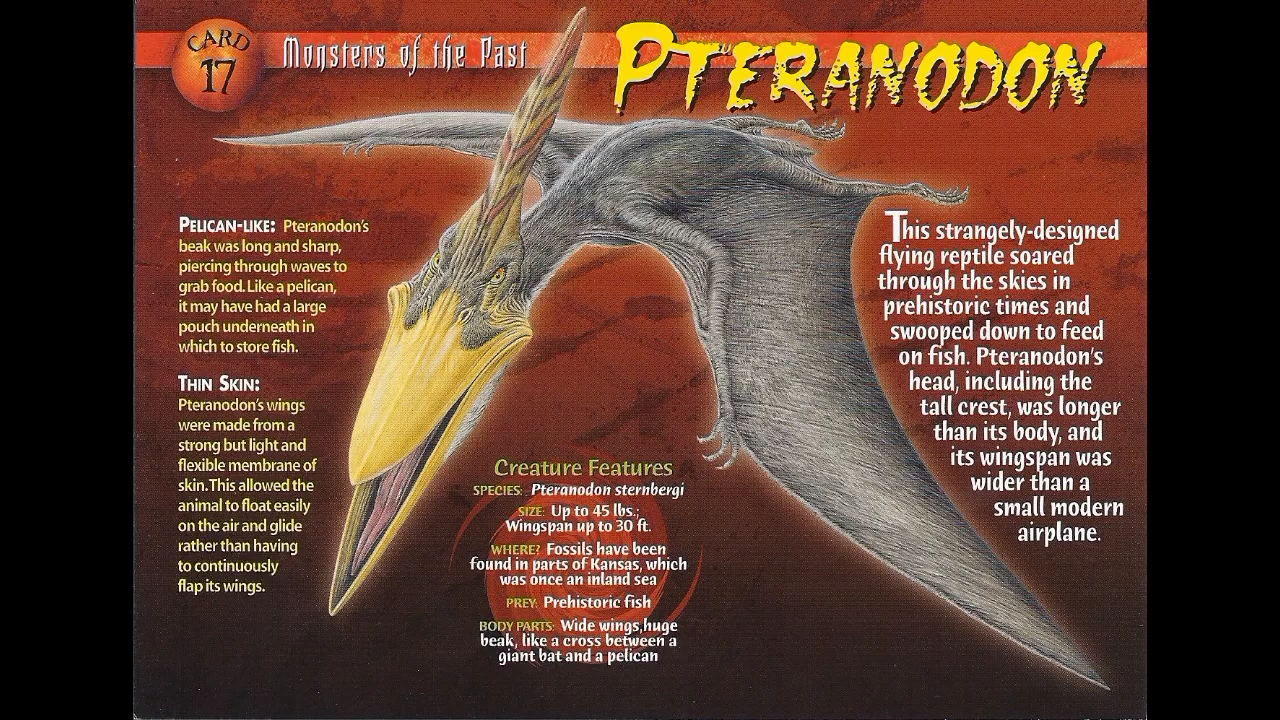 CARD
17
Monsters of the Past
PTERANODON
PELICAN-LIKE: Pteranodon's
beak was long and sharp,
piercing through waves to
grab food. Like a pelican,
it may have had a large
pouch underneath in
which to store fish.
THIN SKIN:
Pteranodon's wings
were made from a
strong but light and
flexible membrane of
skin. This allowed the
animal to float easily
on the air and glide
rather than having
to continuously
flap its wings.
Creature Features
SPECIES: Pteranodon sternbergi
SIZE: Up to 45 lbs.;
Wingspan up to 30 ft.
WHERE? Fossils have been
found in parts of Kansas, which
was once an inland sea
PREY: Prehistoric fish
BODY PARTS: Wide wings,huge
beak, like a cross between a
giant bat and a pelican
This strangely-designed
flying reptile soared
through the skies in
prehistoric times and
swooped down to feed
on fish. Pteranodon's
head, including the
tall crest, was longer
than its body, and
its wingspan was
wider than a
small modern
airplane.